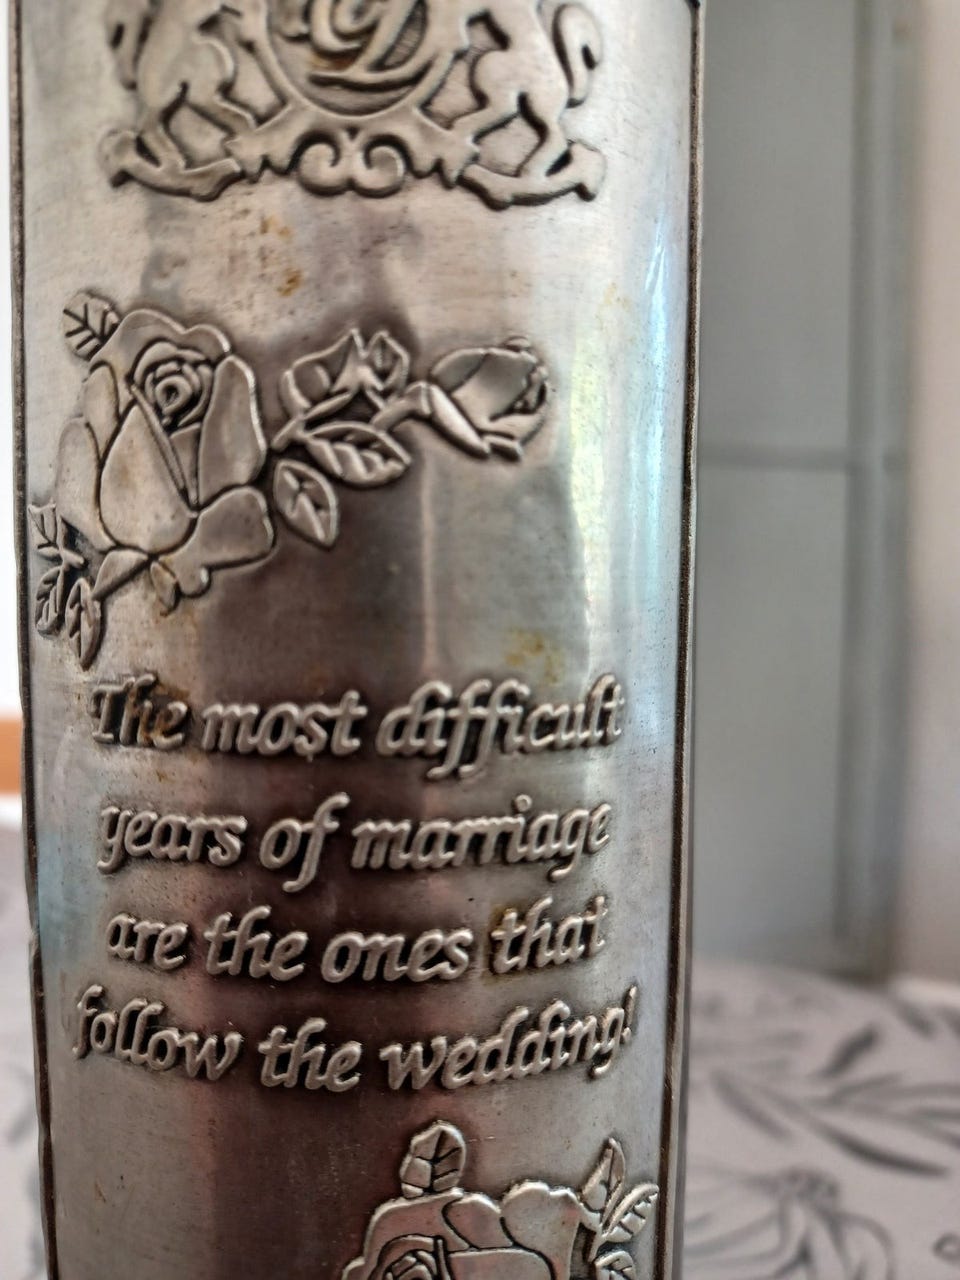 The most difficult
years of marriage
are the ones that
follow the wedding!